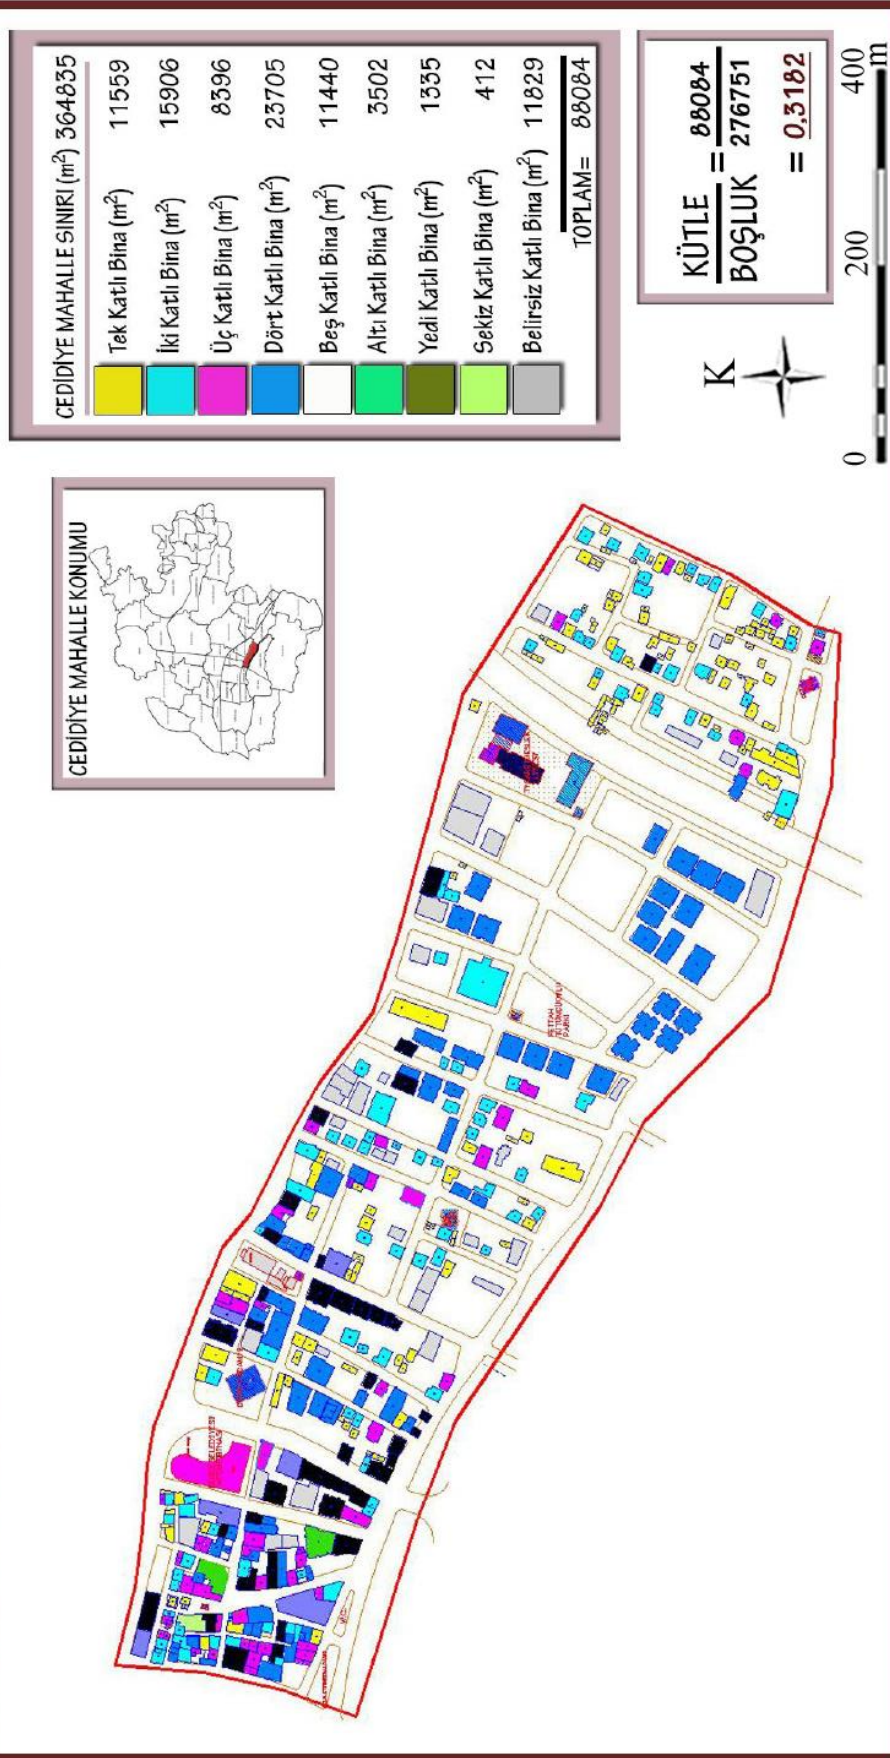 CEDİDİYE MAHALLE KONUMU
CEDİDİYE MAHALLE SINIRI (m²) 364835
Tek Katlı Bina (m²) 11559
İki Katlı Bina (m²) 15906
Üç Katlı Bina (m²) 8396
Dört Katlı Bina (m²) 23705
Beş Katlı Bina (m²) 11440
Altı Katlı Bina (m²) 3502
Yedi Katlı Bina (m²) 1335
Sekiz Katlı Bina (m²) 412
Belirsiz Katlı Bina (m²) 11829
TOPLAM= 88084
KÜTLE = 88084
BOŞLUK 276751
= 0,3182
K
0 200 400
m